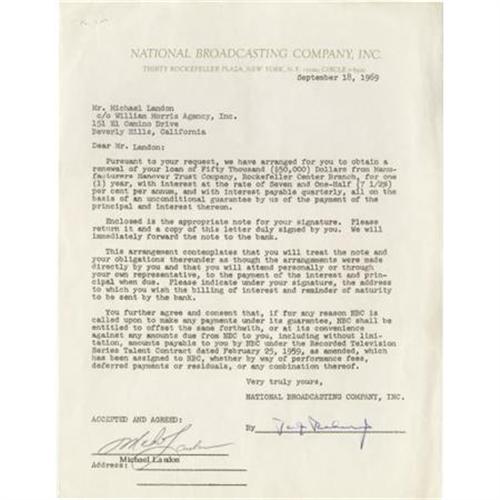 NATIONAL BROADCASTING COMPANY, INC.
THIRTY ROCKEFELLER PLAZA, NEW YORK, N.Y. CIRCLE
September 18, 1969
Mr. Michael Landon
c/o William Morris Agency, Inc.
151 El Camino Drive
Beverly Hills, California
Dear Mr. Landon:
Pursuant to your request, we have arranged for you to obtain a
renewal of your loan of Fifty Thousand ($50,000) Dollars from Manu-
facturers Hanover Trust Company, Rockefeller Center Branch, for one
(1) year, with interest at the rate of Seven and One-Half (7 1/2%)
per cent per annum, and with interest payable quarterly, all on the
basis of an unconditional guarantee by us of the payment of the
principal and interest thereon.
Enclosed is the appropriate note for your signature. Please
return it and a copy of this letter duly signed by you. We will
immediately forward the note to the bank.
This arrangement contemplates that you will treat the note and
your obligations thereunder as though the arrangements were made
directly by you and that you will attend personally or through
your own representative, to the payment of the interest and prin-
cipal when due. Please indicate under your signature, the address
to which you wish the billing of interest and reminder of maturity
to be sent by the bank.
You further agree and consent that, if for any reason NBC is
called upon to make any payments under its guarantee, NBC shall be
entitled to offset the same forthwith, or at its convenience
against any amounts due from NBC to you, including without limi-
tation, amounts payable to you by NBC under the Recorded Television
Series Talent Contract dated February 25, 1959, as amended, which
has been assigned to NBC, whether by way of performance fees,
deferred payments or residuals, or any combination thereof.
Very truly yours,
NATIONAL BROADCASTING COMPANY, INC.
ACCEPTED AND AGREED:
By
Michael Landon
Address: